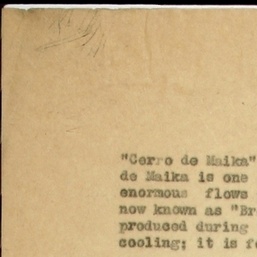 "Cerro de Maika"
de Maika is one
enormous flows
now known as "Br
produced during
cooling; it is f